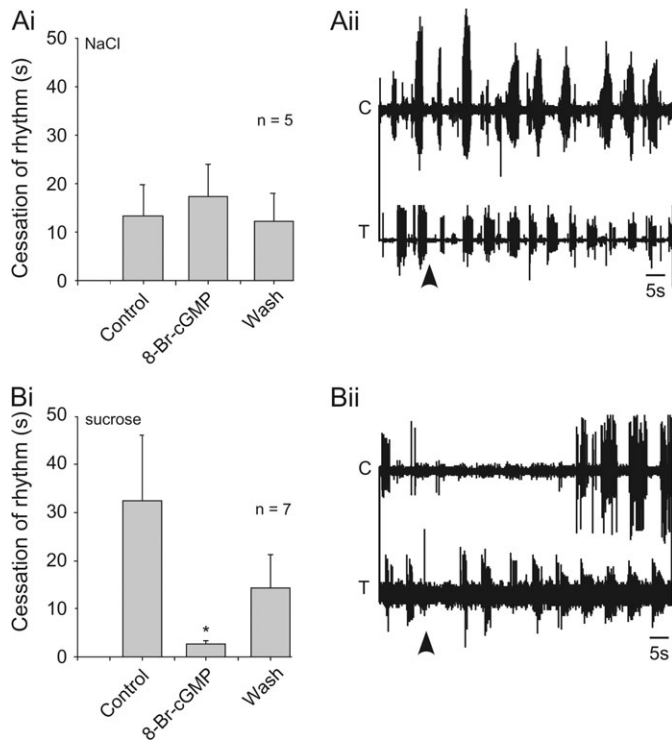 Ai
Cessation of rhythm (s)
60
50
40
30
20
10
0
NaCl
n = 5
Control
8-Br-cGMP
Wash
Aii
C
T
5s
Bi
Cessation of rhythm (s)
50
40
30
20
10
0
sucrose
n = 7
*
Control
8-Br-cGMP
Wash
Bii
C
T
5s